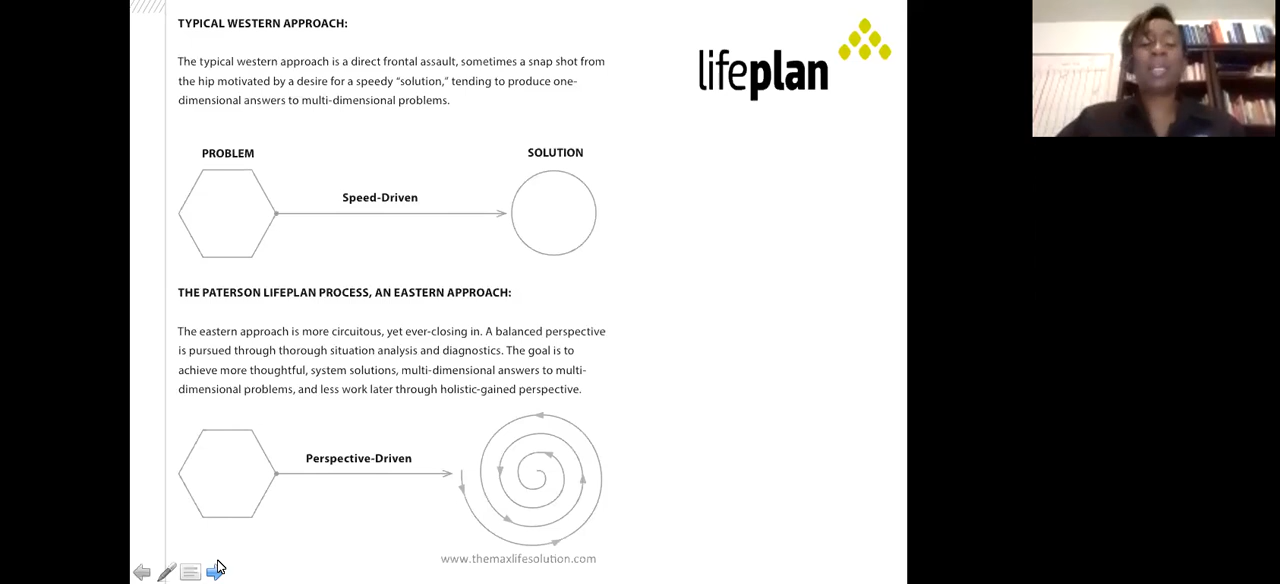 TYPICAL WESTERN APPROACH:
The typical western approach is a direct frontal assault, sometimes a snap shot from
the hip motivated by a desire for a speedy “solution,” tending to produce one-
dimensional answers to multi-dimensional problems.
lifeplan
PROBLEM
SOLUTION
Speed-Driven
THE PATERSON LIFEPLAN PROCESS, AN EASTERN APPROACH:
The eastern approach is more circuitous, yet ever-closing in. A balanced perspective
is pursued through thorough situation analysis and diagnostics. The goal is to
achieve more thoughtful, system solutions, multi-dimensional answers to multi-
dimensional problems, and less work later through holistic-gained perspective.
Perspective-Driven
www.themaxlifesolution.com